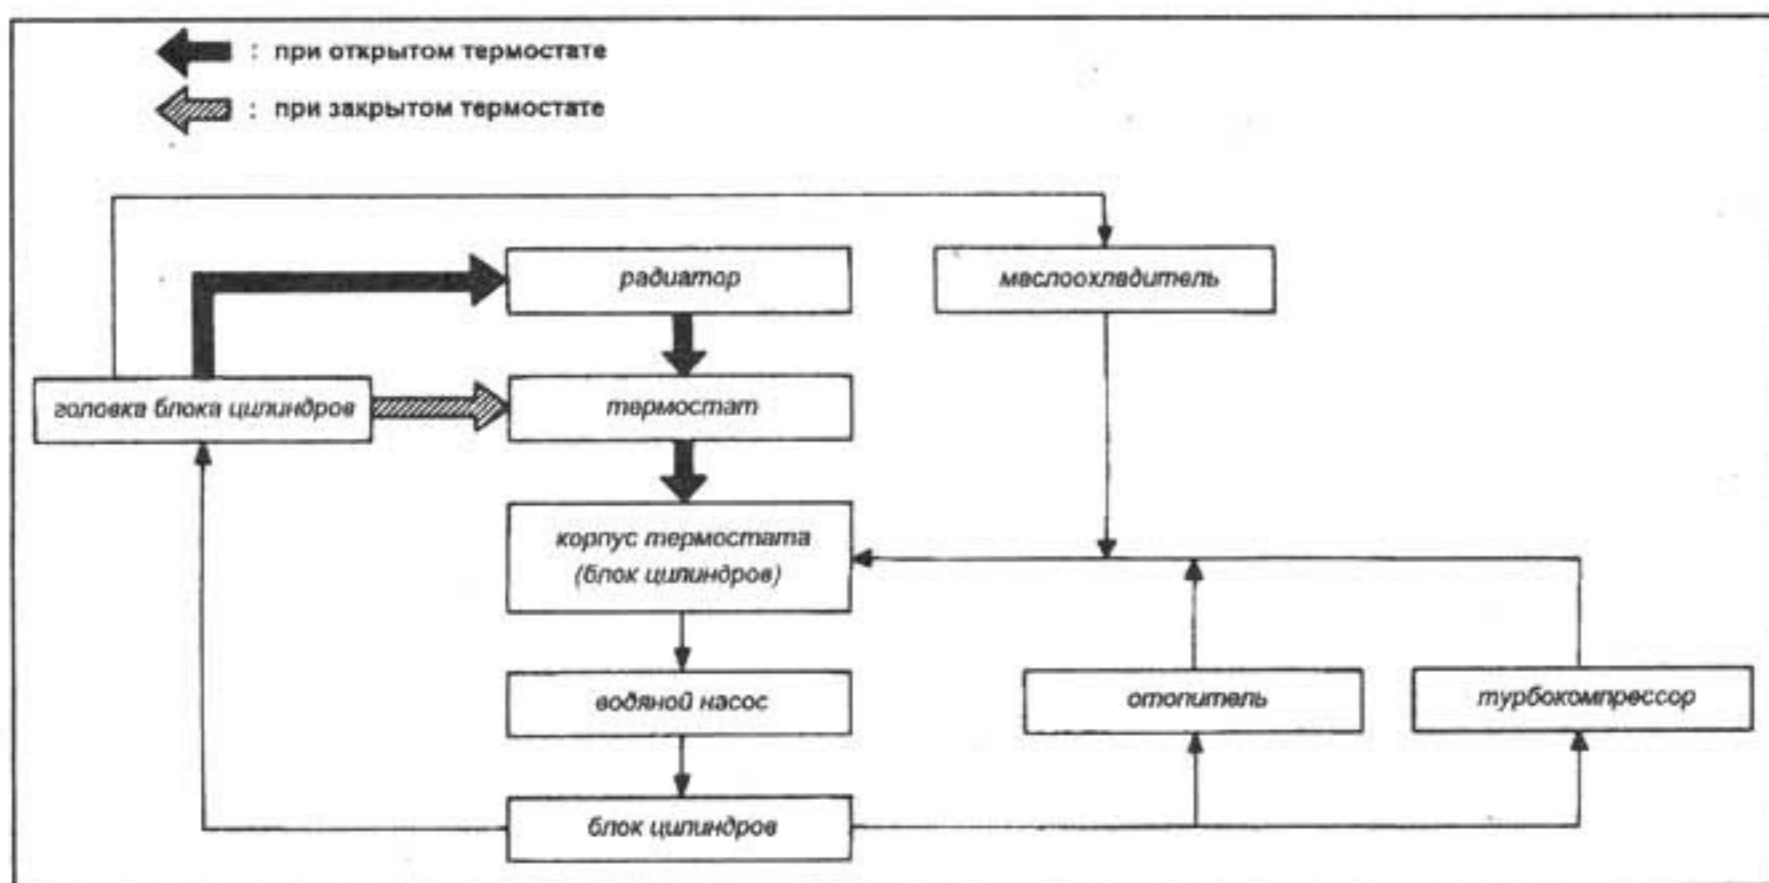 : при открытом термостате
: при закрытом термостате
радиатор
маслоохладитель
головка блока цилиндров
термостат
корпус термостата
(блок цилиндров)
водяной насос
отопитель
турбокомпрессор
блок цилиндров